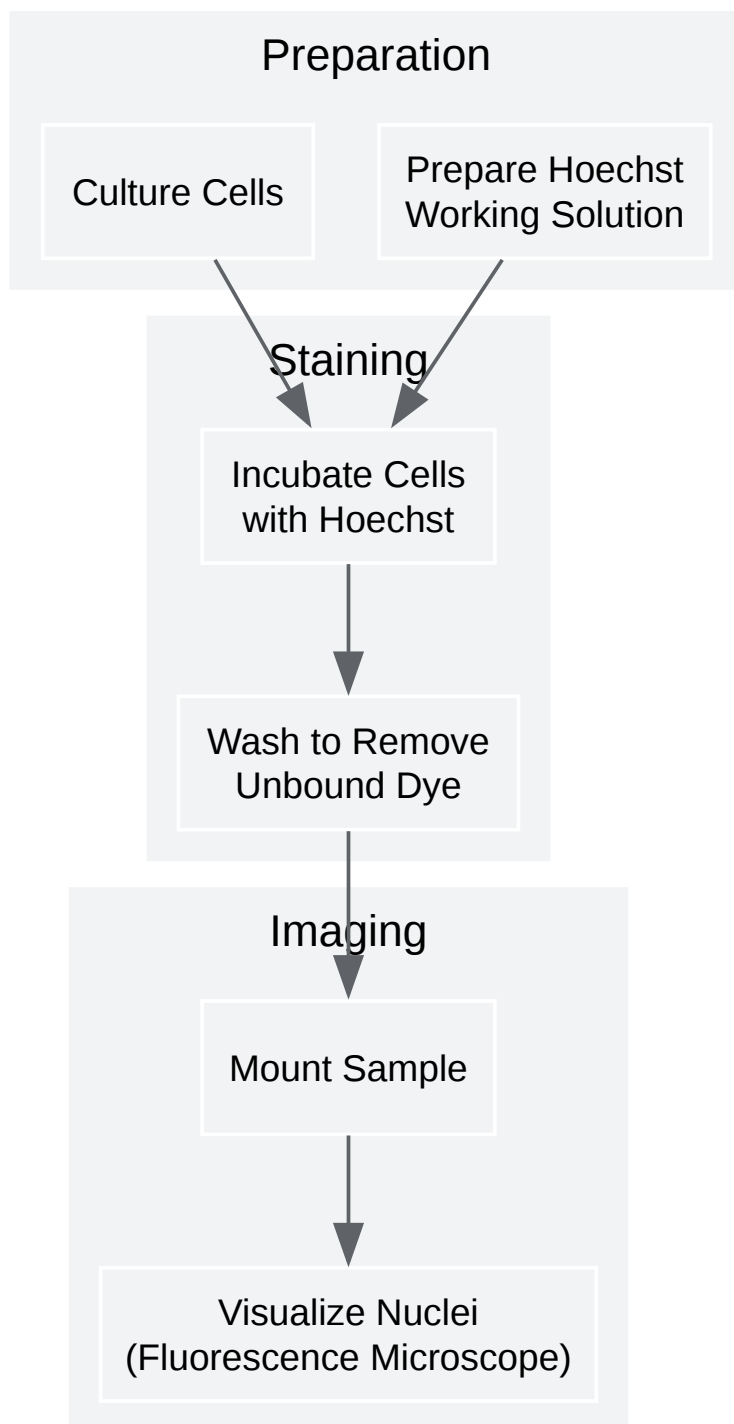 Preparation
Culture Cells
Prepare Hoechst
Working Solution
Staining
Incubate Cells
with Hoechst
Wash to Remove
Unbound Dye
Imaging
Mount Sample
Visualize Nuclei
(Fluorescence Microscope)